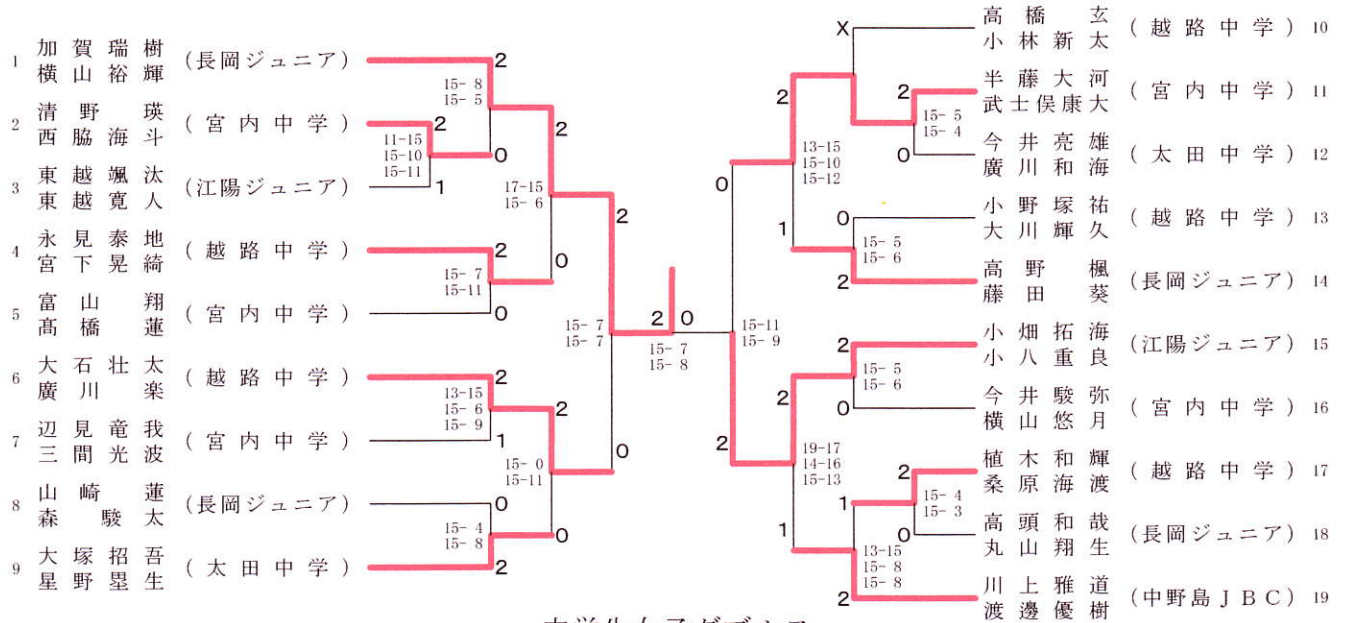 1 加賀瑞樹 (長岡ジュニア)
横山裕輝
2 清野瑛 (宮内中学)
西脇海斗
3 東越颯汰 (江陽ジュニア)
東越寛人
4 永見泰地 (越路中学)
宮下晃綺
5 富山翔 (宮内中学)
髙橋蓮
6 大石壮太 (越路中学)
廣川楽
7 辺見竜我 (宮内中学)
三間光波
8 山崎蓮 (長岡ジュニア)
森駿太
9 大塚招吾 (太田中学)
星野塁生
2
15- 8
15- 5
2
11-15
15-10
15-11
0
1
2
17-15
15- 6
2
15- 7
15-11
0
0
2
15- 7
15- 7
2
13-15
15- 6
15- 9
1
2
15- 0
15-11
0
0
15- 4
15- 8
2
0
2 0
15- 7
15- 8
高橋玄 (越路中学) 10
小林新太
半藤大河 (宮内中学) 11
武士俣康大
今井亮雄 (太田中学) 12
廣川和海
小野塚祐 (越路中学) 13
大川輝久
高野楓 (長岡ジュニア) 14
藤田葵
小畑拓海 (江陽ジュニア) 15
小八重良
今井駿弥 (宮内中学) 16
横山悠月
植木和輝 (越路中学) 17
桑原海渡
高頭和哉 (長岡ジュニア) 18
丸山翔生
川上雅道 (中野島JBC) 19
渡邊優樹
X
2
2
15- 5
15- 4
0
13-15
15-10
15-12
0
0
1
15- 5
15- 6
2
15-11
15- 9
2
15- 5
15- 6
2
0
2
19-17
14-16
15-13
2
1
15- 4
15- 3
0
1
13-15
15- 8
15- 8
2